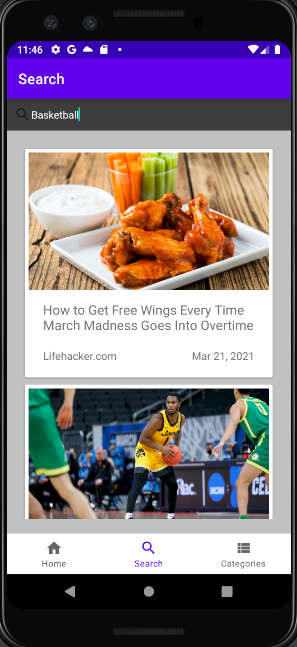 11:46
Search
Basketball
How to Get Free Wings Every Time
March Madness Goes Into Overtime
Lifehacker.com
Mar 21, 2021
NCAA
Home
Search
Categories